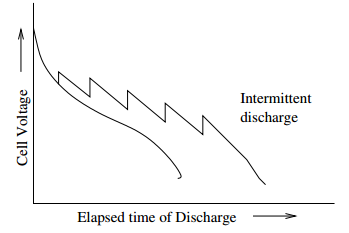 Cell Voltage
Intermittent
discharge
Elapsed time of Discharge